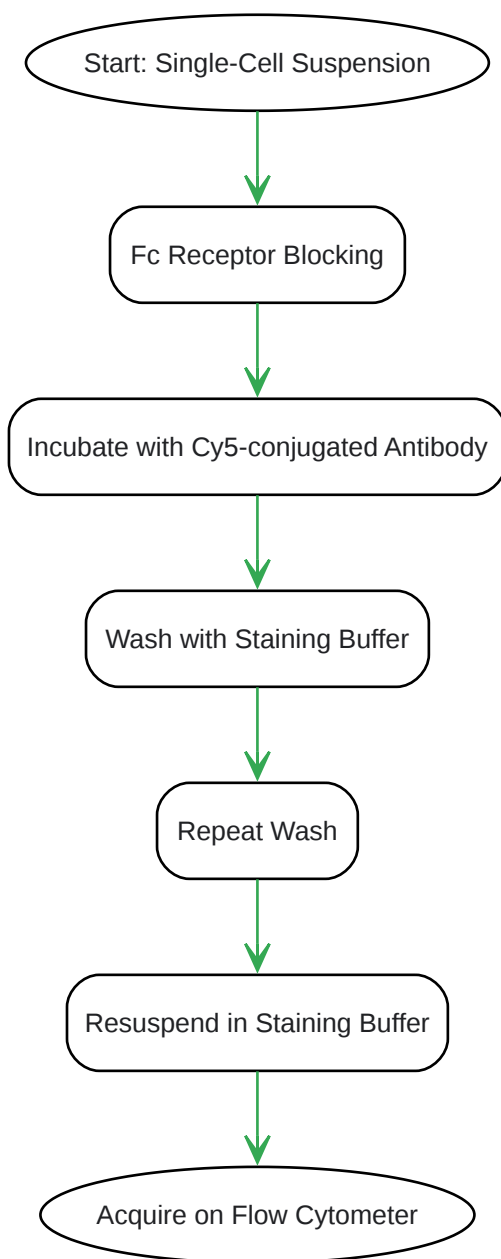 Start: Single-Cell Suspension
Fc Receptor Blocking
Incubate with Cy5-conjugated Antibody
Wash with Staining Buffer
Repeat Wash
Resuspend in Staining Buffer
Acquire on Flow Cytometer